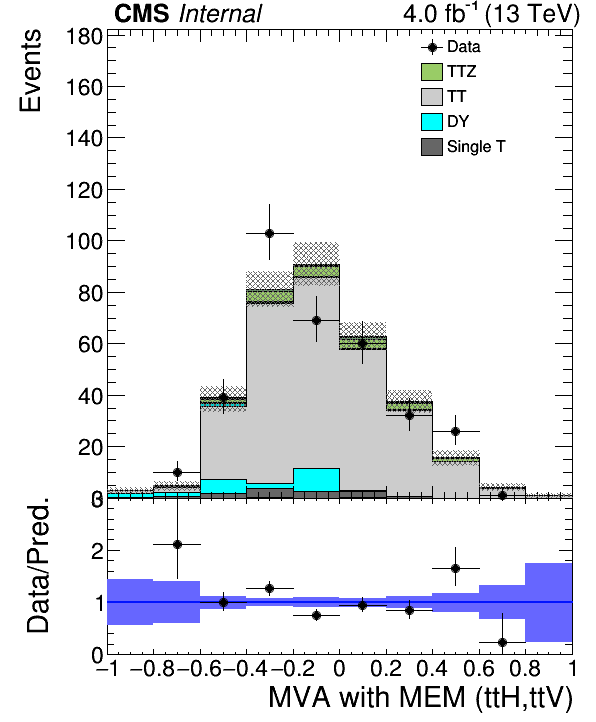 CMS Internal 4.0 fb-1 (13 TeV)
Events
180
160
140
120
100
80
60
40
20
Data
TTZ
TT
DY
Single T
Data/Pred.
3
2
1
0
−1 −0.8 −0.6 −0.4 −0.2 0 0.2 0.4 0.6 0.8 1
MVA with MEM (ttH,ttV)